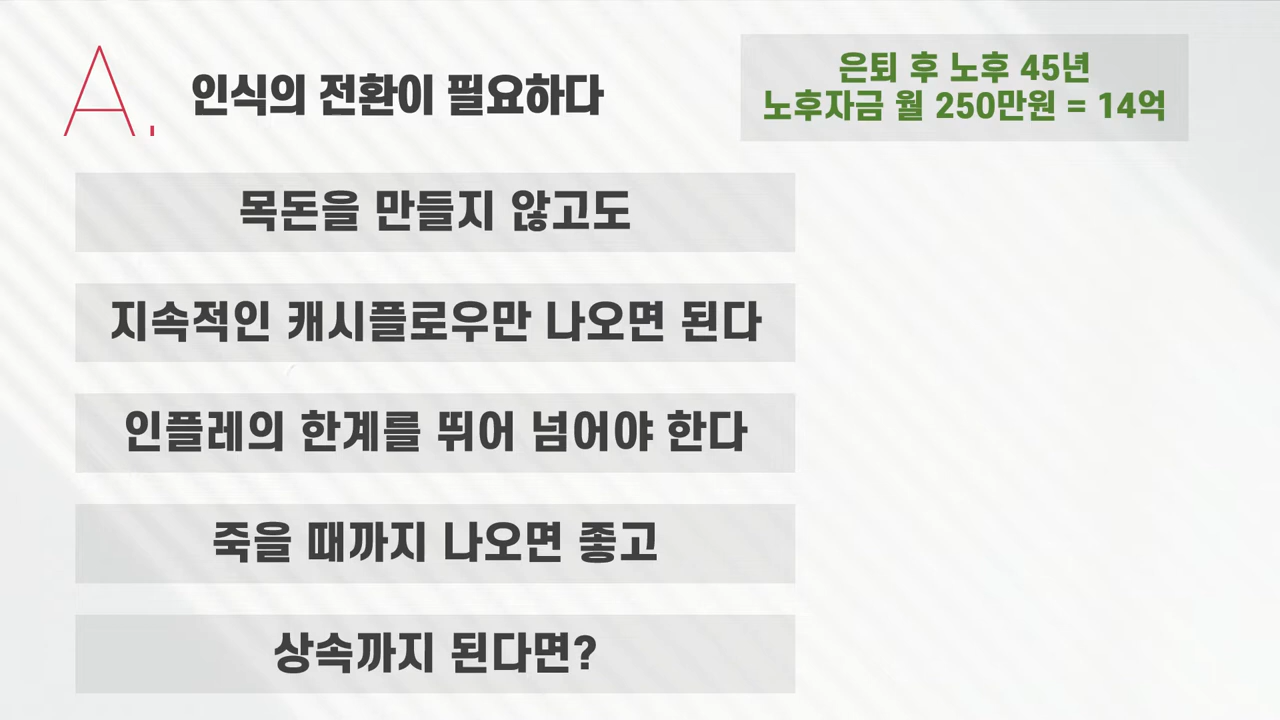 A. 인식의 전환이 필요하다
은퇴 후 노후 45년
노후자금 월 250만원 = 14억
목돈을 만들지 않고도
지속적인 캐시플로우만 나오면 된다
인플레의 한계를 뛰어 넘어야 한다
죽을 때까지 나오면 좋고
상속까지 된다면?